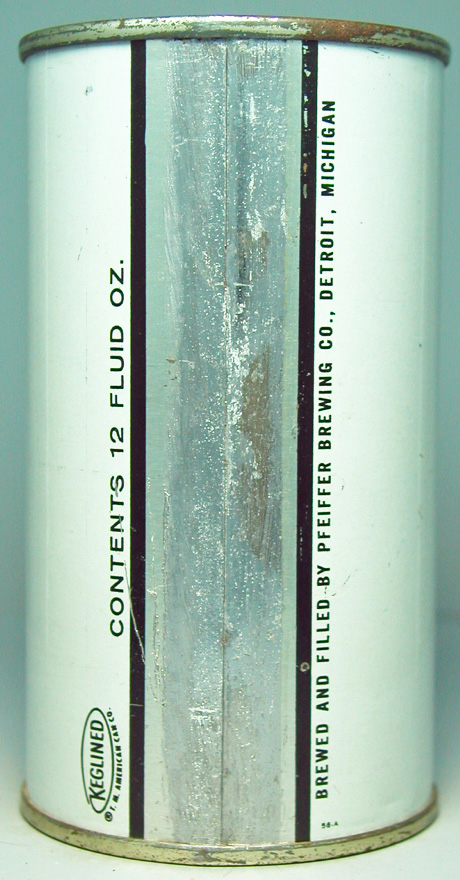 CONTENTS 12 FLUID OZ.
KEGLINED
® T. M. AMERICAN CAN CO.
BREWED AND FILLED BY PFEIFFER BREWING CO., DETROIT, MICHIGAN
58-A